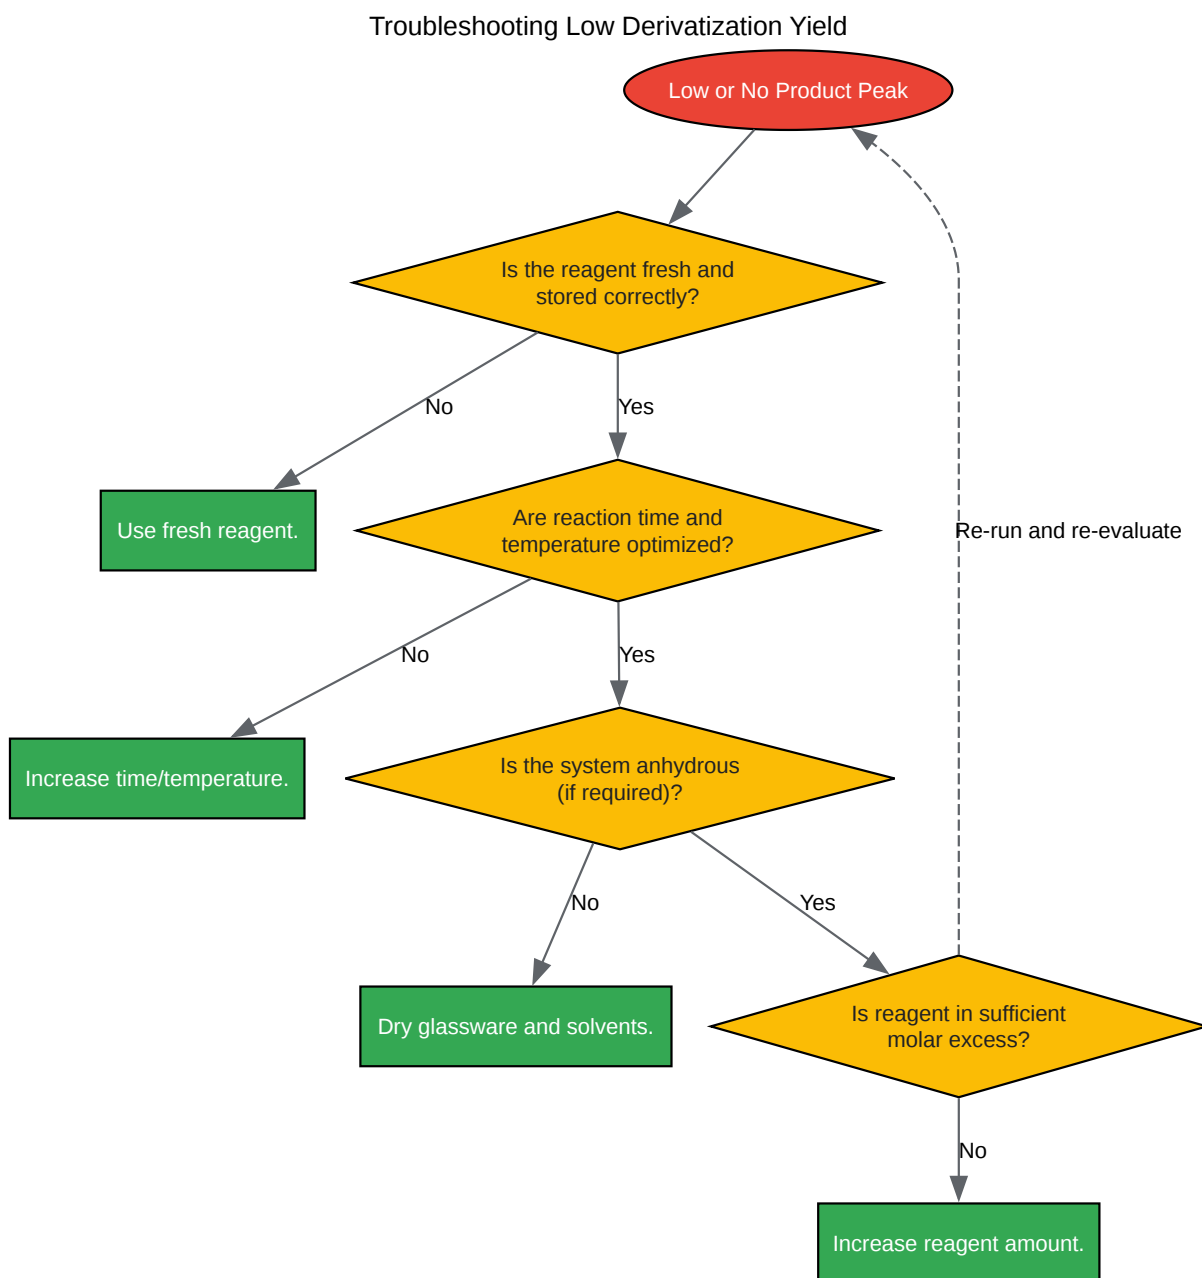 Troubleshooting Low Derivatization Yield
Low or No Product Peak
Is the reagent fresh and
stored correctly?
No
Yes
Use fresh reagent.
Are reaction time and
temperature optimized?
Re-run and re-evaluate
No
Yes
Increase time/temperature.
Is the system anhydrous
(if required)?
No
Yes
Dry glassware and solvents.
Is reagent in sufficient
molar excess?
No
Increase reagent amount.